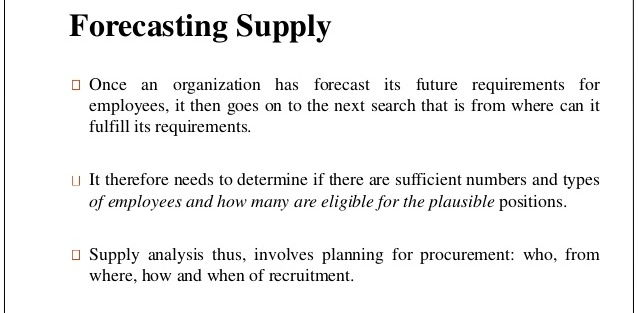 Forecasting Supply
Once an organization has forecast its future requirements for
employees, it then goes on to the next search that is from where can it
fulfill its requirements.
It therefore needs to determine if there are sufficient numbers and types
of employees and how many are eligible for the plausible positions.
Supply analysis thus, involves planning for procurement: who, from
where, how and when of recruitment.